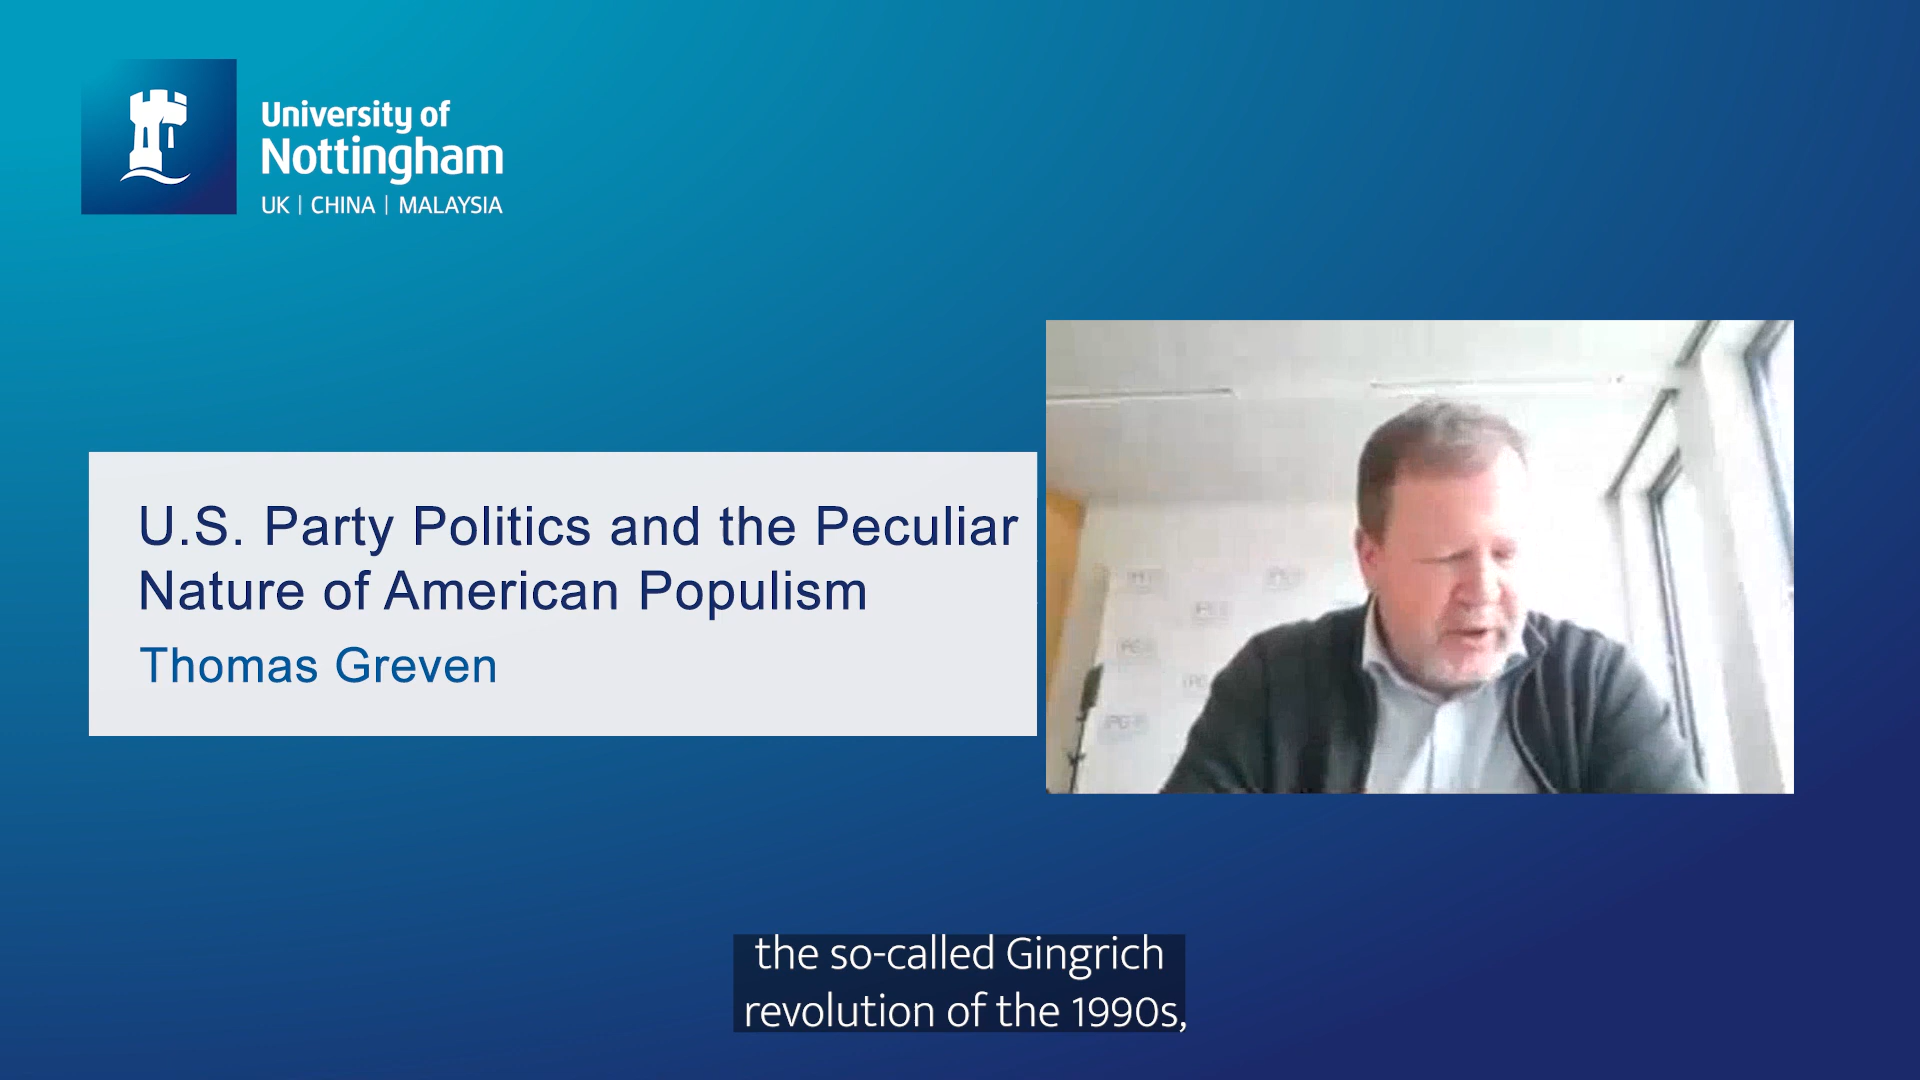 University of
Nottingham
UK | CHINA | MALAYSIA
U.S. Party Politics and the Peculiar
Nature of American Populism
Thomas Greven
the so-called Gingrich
revolution of the 1990s,